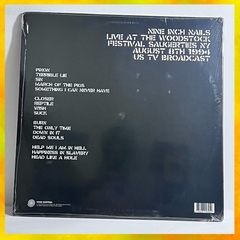 NINE INCH NAILS
LIVE AT THE WOODSTOCK
FESTIVAL SAUGERTIES NY
AUGUST 8TH 1994
US TV BROADCAST
PINION
TERRIBLE LIE
SIN
MARCH OF THE PIGS
SOMETHING I CAN NEVER HAVE
CLOSER
REPTILE
WISH
SUCK
BURN
THE ONLY TIME
DOWN IN IT
DEAD SOULS
HELP ME I AM IN HELL
HAPPINESS IN SLAVERY
HEAD LIKE A HOLE